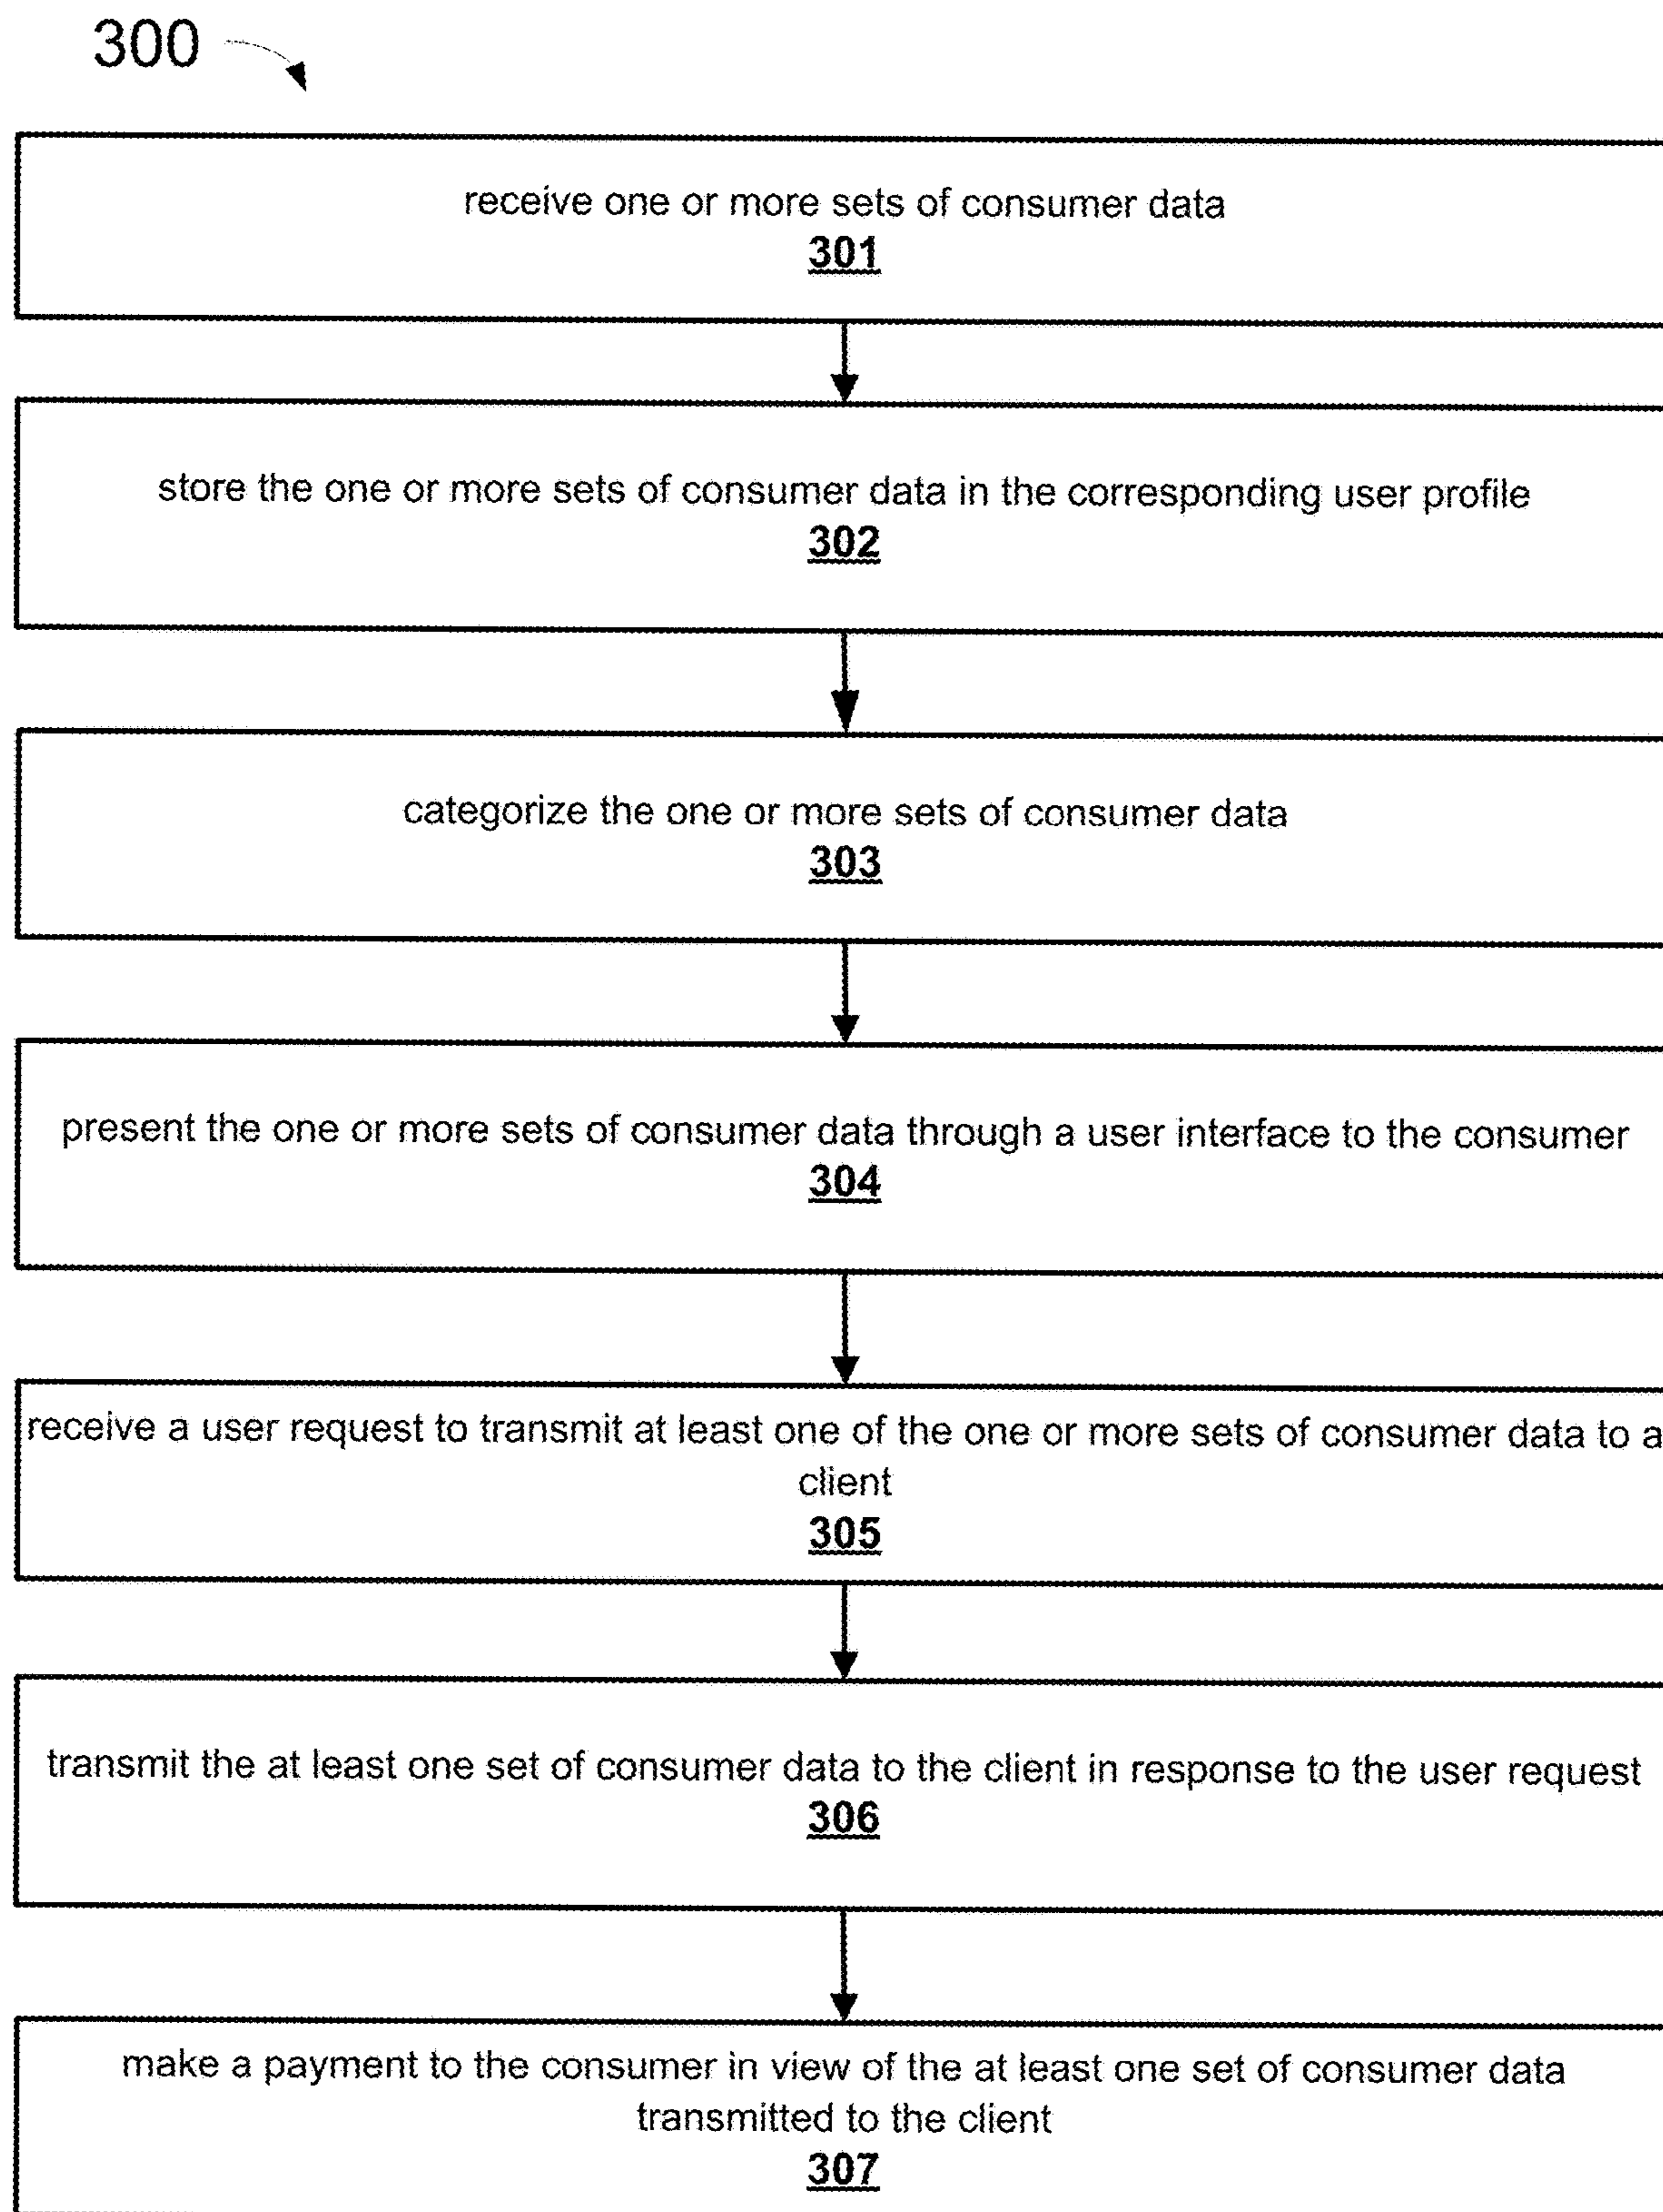 300
receive one or more sets of consumer data
301
store the one or more sets of consumer data in the corresponding user profile
302
categorize the one or more sets of consumer data
303
present the one or more sets of consumer data through a user interface to the consumer
304
receive a user request to transmit at least one of the one or more sets of consumer data to a
client
305
transmit the at least one set of consumer data to the client in response to the user request
306
make a payment to the consumer in view of the at least one set of consumer data
transmitted to the client
307